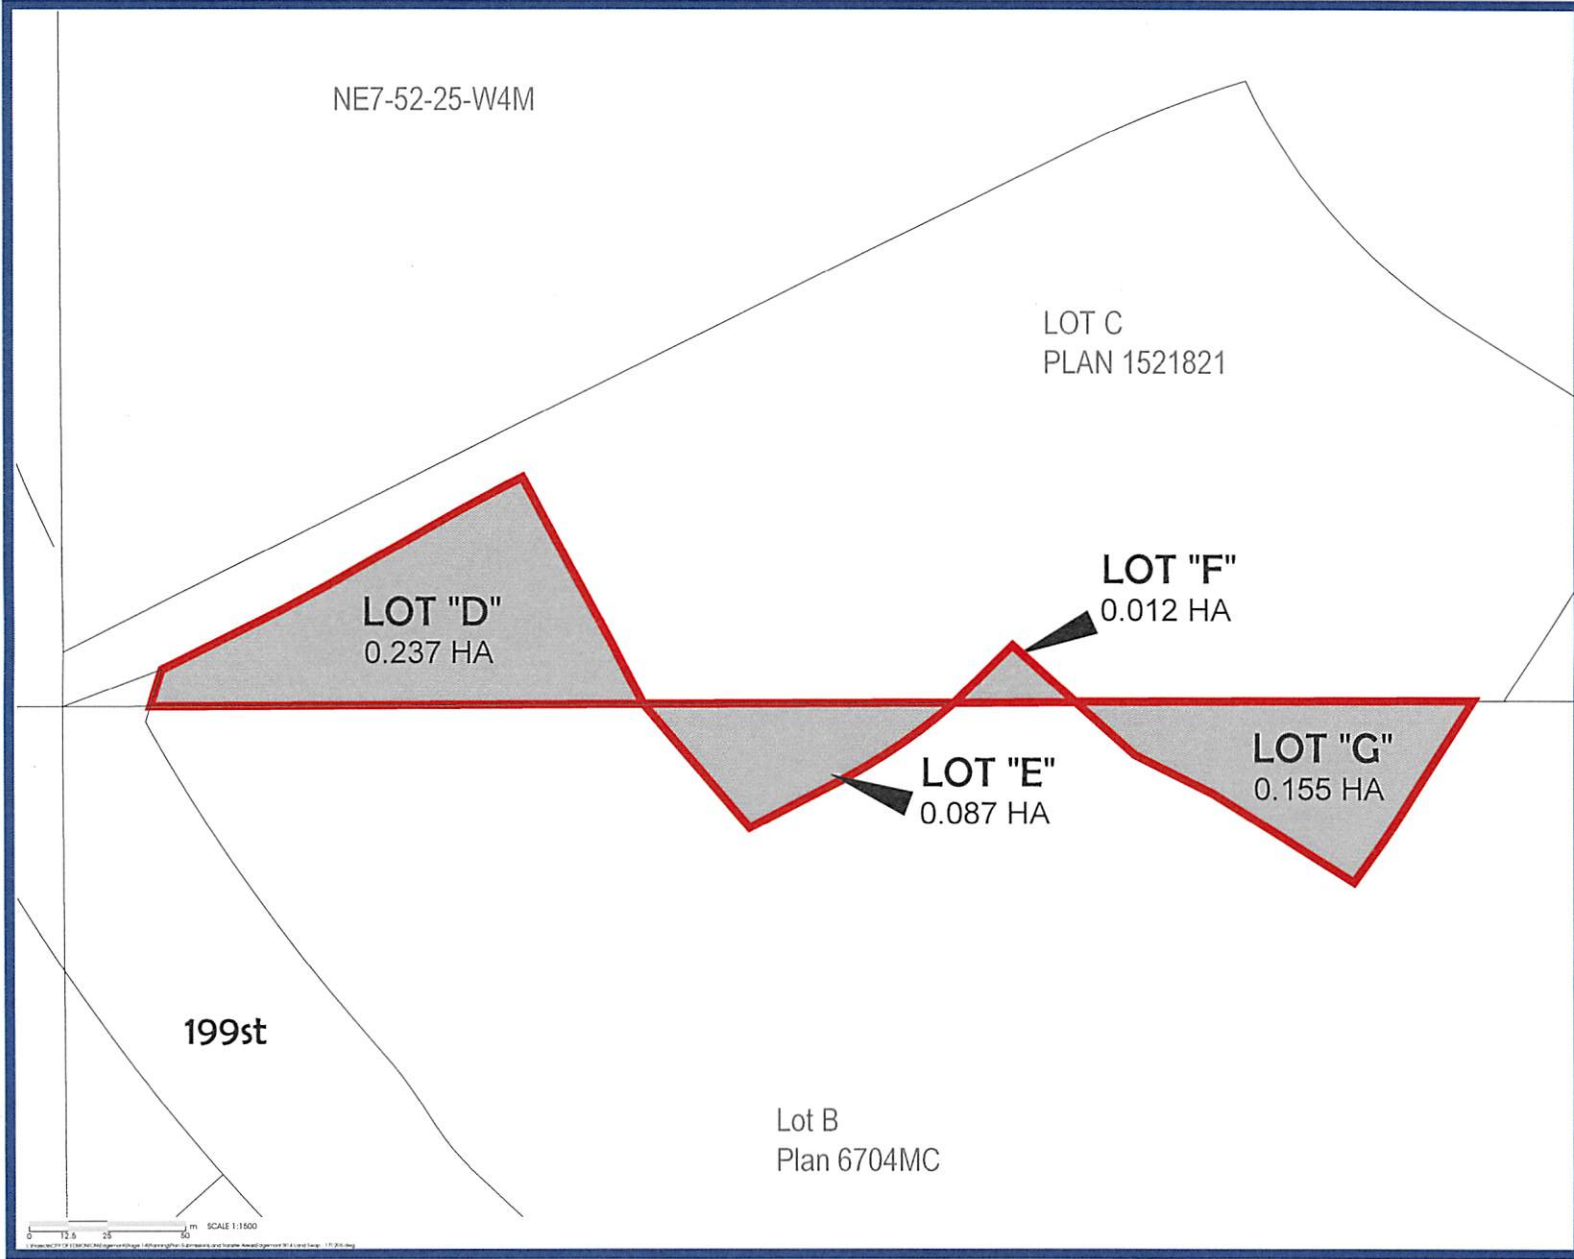 NE7-52-25-W4M
LOT C
PLAN 1521821
LOT "F"
0.012 HA
LOT "D"
0.237 HA
LOT "G"
0.155 HA
LOT "E"
0.087 HA
199st
Lot B
Plan 6704MC
m SCALE 1:1500
0 12.5 25 50